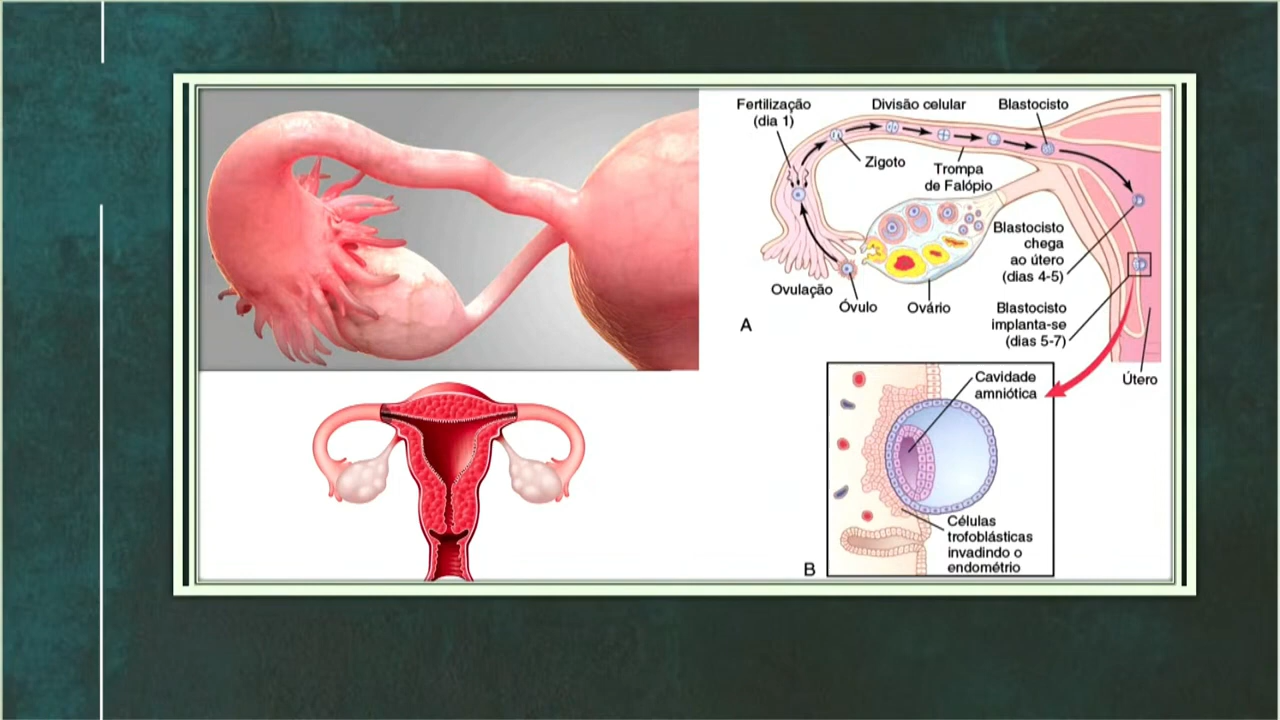 Fertilização
(dia 1)
Divisão celular
Blastocisto
Zigoto
Trompa
de Falópio
Blastocisto
chega
ao útero
(dias 4-5)
Ovulação
Óvulo
Ovário
Blastocisto
implanta-se
(dias 5-7)
A
Útero
Cavidade
amniótica
Células
trofoblásticas
invadindo o
endométrio
B